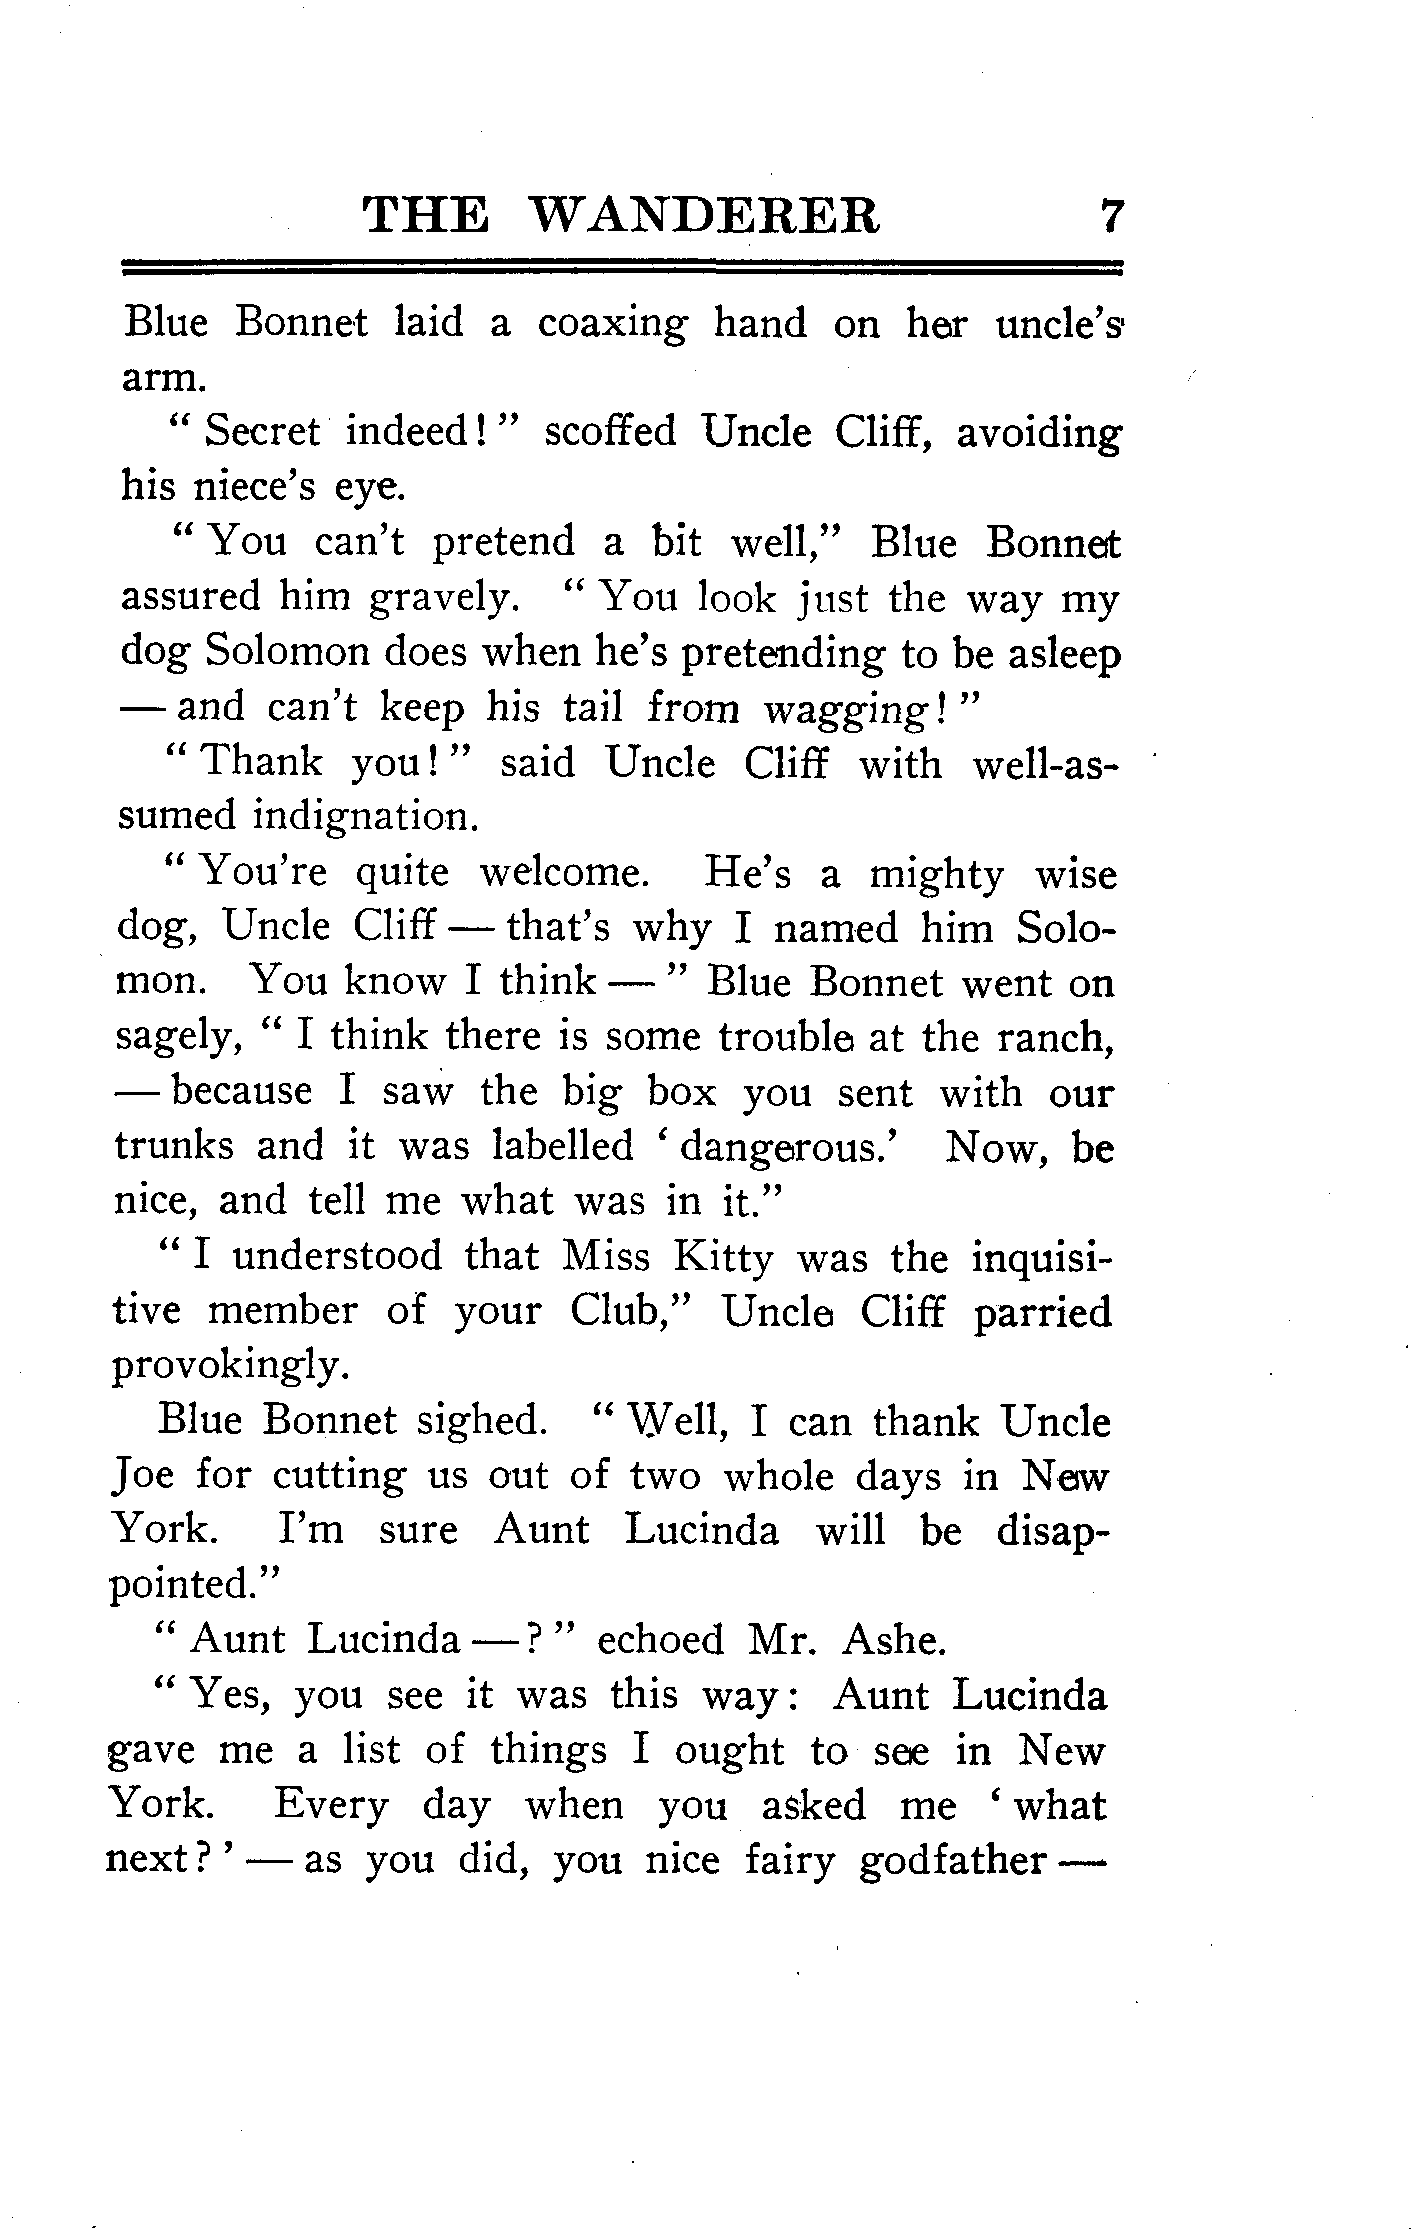 THE WANDERER 7
Blue Bonnet laid a coaxing hand on her uncle's
arm.
" Secret indeed! " scoffed Uncle Cliff, avoiding
his niece's eye.
" You can't pretend a bit well," Blue Bonnet
assured him gravely. " You look just the way my
dog Solomon does when he's pretending to be asleep
— and can't keep his tail from wagging! "
" Thank you! " said Uncle Cliff with well-as-
sumed indignation.
" You're quite welcome. He's a mighty wise
dog, Uncle Cliff — that's why I named him Solo-
mon. You know I think — " Blue Bonnet went on
sagely, " I think there is some trouble at the ranch,
— because I saw the big box you sent with our
trunks and it was labelled ' dangerous.' Now, be
nice, and tell me what was in it."
" I understood that Miss Kitty was the inquisi-
tive member of your Club," Uncle Cliff parried
provokingly.
Blue Bonnet sighed. " Well, I can thank Uncle
Joe for cutting us out of two whole days in New
York. I'm sure Aunt Lucinda will be disap-
pointed."
" Aunt Lucinda — ? " echoed Mr. Ashe.
" Yes, you see it was this way: Aunt Lucinda
gave me a list of things I ought to see in New
York. Every day when you asked me ' what
next? ' — as you did, you nice fairy godfather —